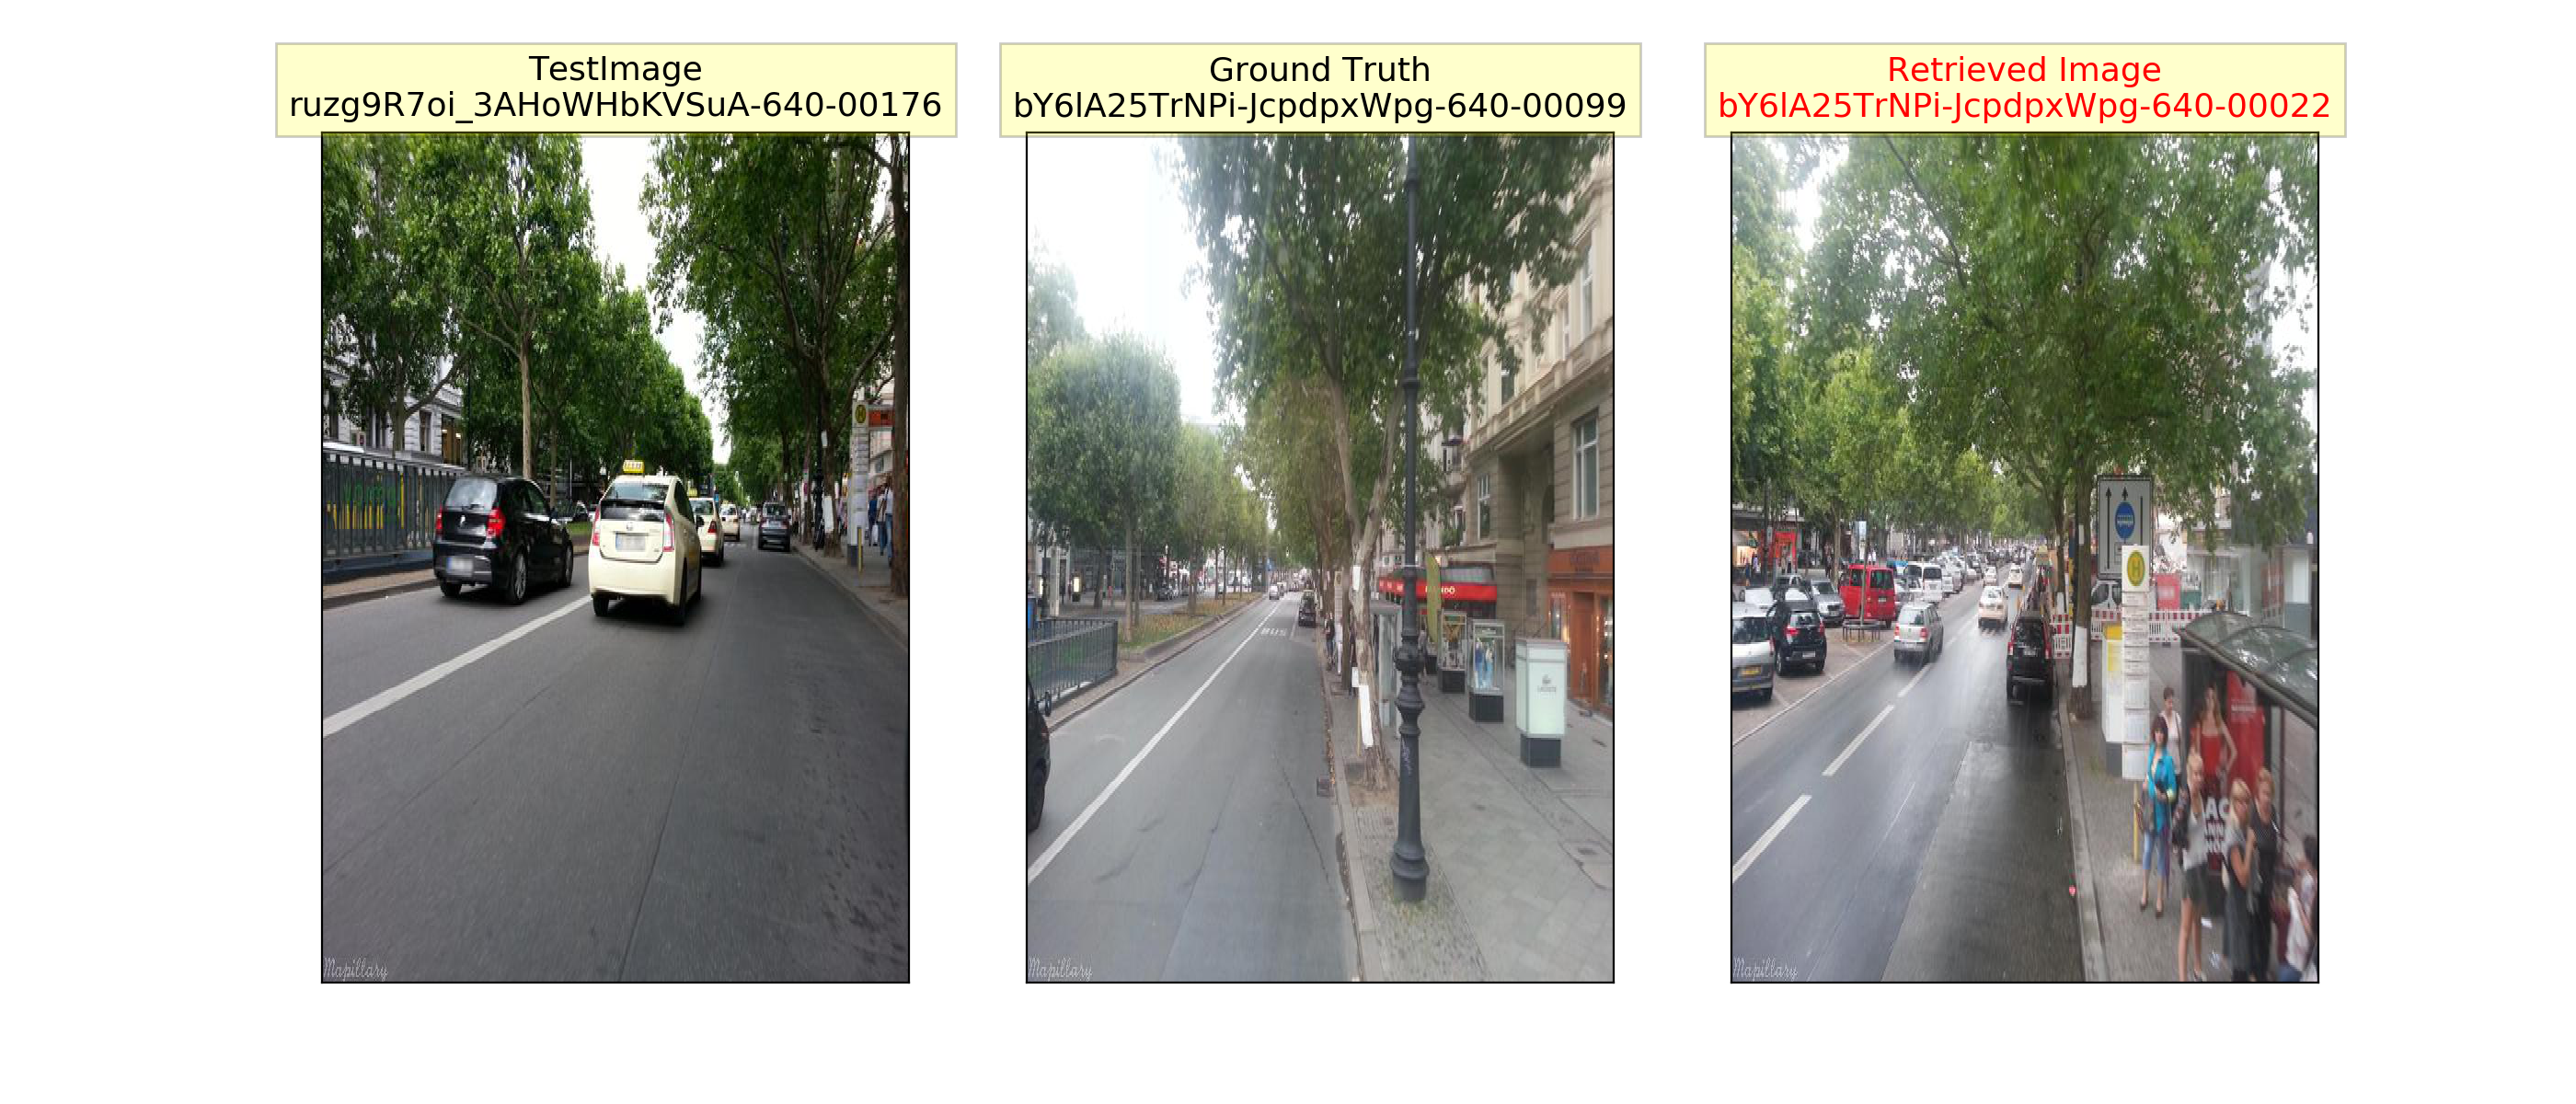 TestImage
ruzg9R7oi_3AHoWHbKVSuA-640-00176
Ground Truth
bY6lA25TrNPi-JcpdpxWpg-640-00099
Retrieved Image
bY6lA25TrNPi-JcpdpxWpg-640-00022
H
BUS
LACOSTE
H
Mapillary
Mapillary
Mapillary